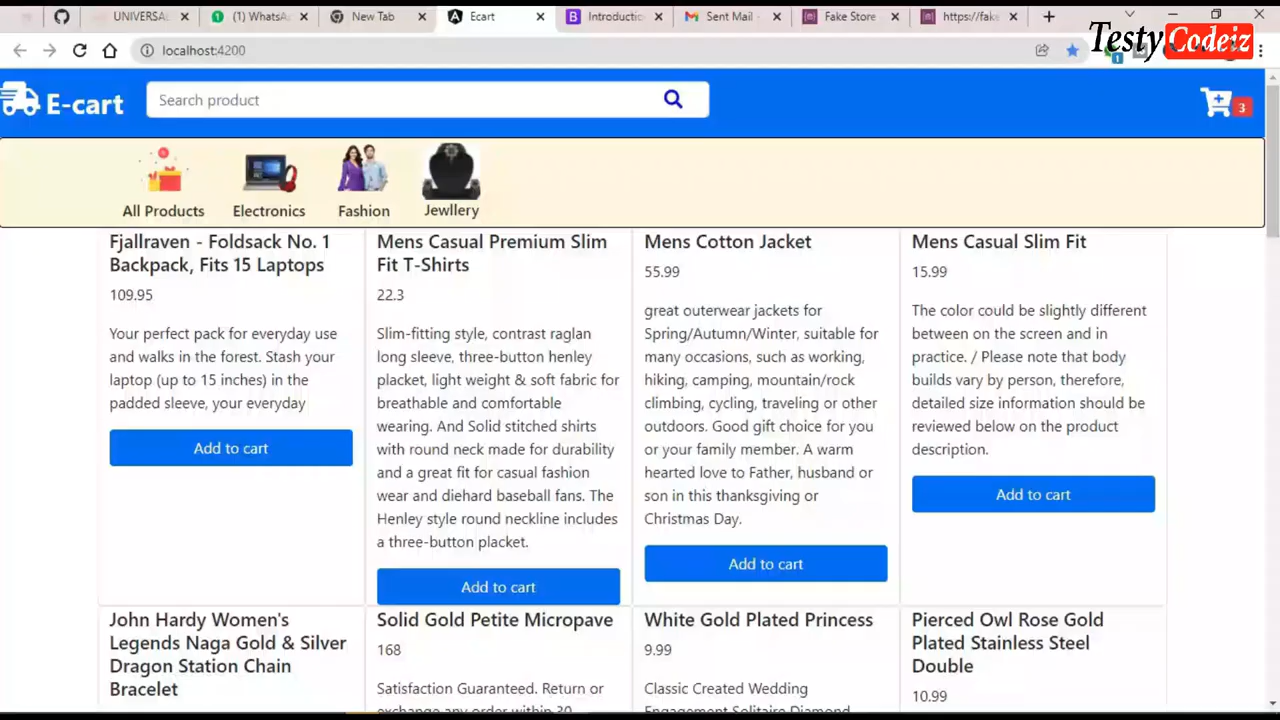 UNIVERSA
(1) WhatsA
New Tab
Ecart
Introductio
Sent Mail -
Fake Store
https://fake
Testy Codeiz
localhost:4200
1
E-cart
Search product
3
All Products
Electronics
Fashion
Jewllery
Fjallraven - Foldsack No. 1
Backpack, Fits 15 Laptops
109.95
Your perfect pack for everyday use
and walks in the forest. Stash your
laptop (up to 15 inches) in the
padded sleeve, your everyday
Add to cart
Mens Casual Premium Slim
Fit T-Shirts
22.3
Slim-fitting style, contrast raglan
long sleeve, three-button henley
placket, light weight & soft fabric for
breathable and comfortable
wearing. And Solid stitched shirts
with round neck made for durability
and a great fit for casual fashion
wear and diehard baseball fans. The
Henley style round neckline includes
a three-button placket.
Add to cart
Mens Cotton Jacket
55.99
great outerwear jackets for
Spring/Autumn/Winter, suitable for
many occasions, such as working,
hiking, camping, mountain/rock
climbing, cycling, traveling or other
outdoors. Good gift choice for you
or your family member. A warm
hearted love to Father, husband or
son in this thanksgiving or
Christmas Day.
Add to cart
Mens Casual Slim Fit
15.99
The color could be slightly different
between on the screen and in
practice. / Please note that body
builds vary by person, therefore,
detailed size information should be
reviewed below on the product
description.
Add to cart
John Hardy Women's
Legends Naga Gold & Silver
Dragon Station Chain
Bracelet
Solid Gold Petite Micropave
168
Satisfaction Guaranteed. Return or
exchange any order within 30
White Gold Plated Princess
9.99
Classic Created Wedding
Engagement Solitaire Diamond
Pierced Owl Rose Gold
Plated Stainless Steel
Double
10.99